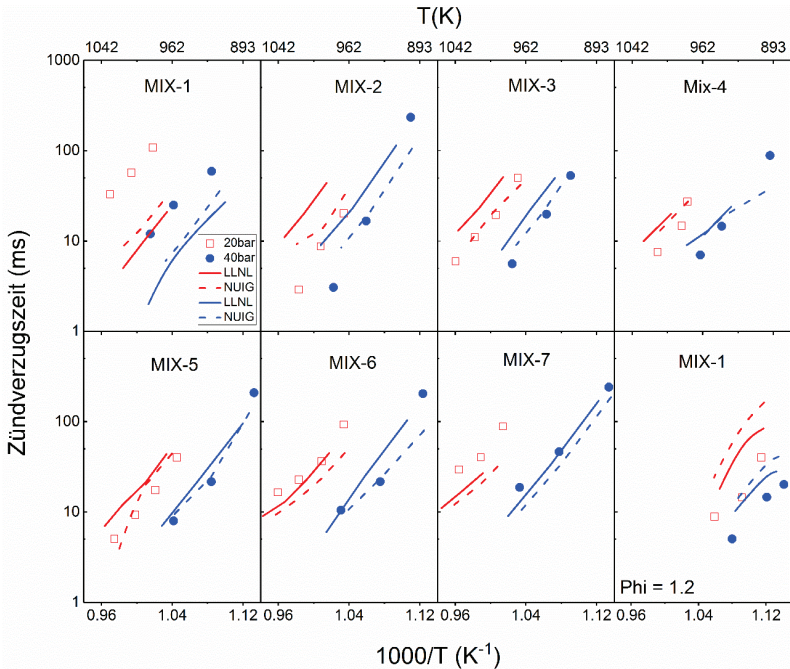 T(K)
1042 962 893 1042 962 893 1042 962 893 1042 962 893
1000
MIX-1 MIX-2 MIX-3 Mix-4
100
10
1
20bar
40bar
LLNL
NUIG
LLNL
NUIG
Zündverzugszeit (ms)
MIX-5 MIX-6 MIX-7 MIX-1
100
10
1
Phi = 1.2
0.96 1.04 1.12 0.96 1.04 1.12 0.96 1.04 1.12 0.96 1.04 1.12
1000/T (K⁻¹)